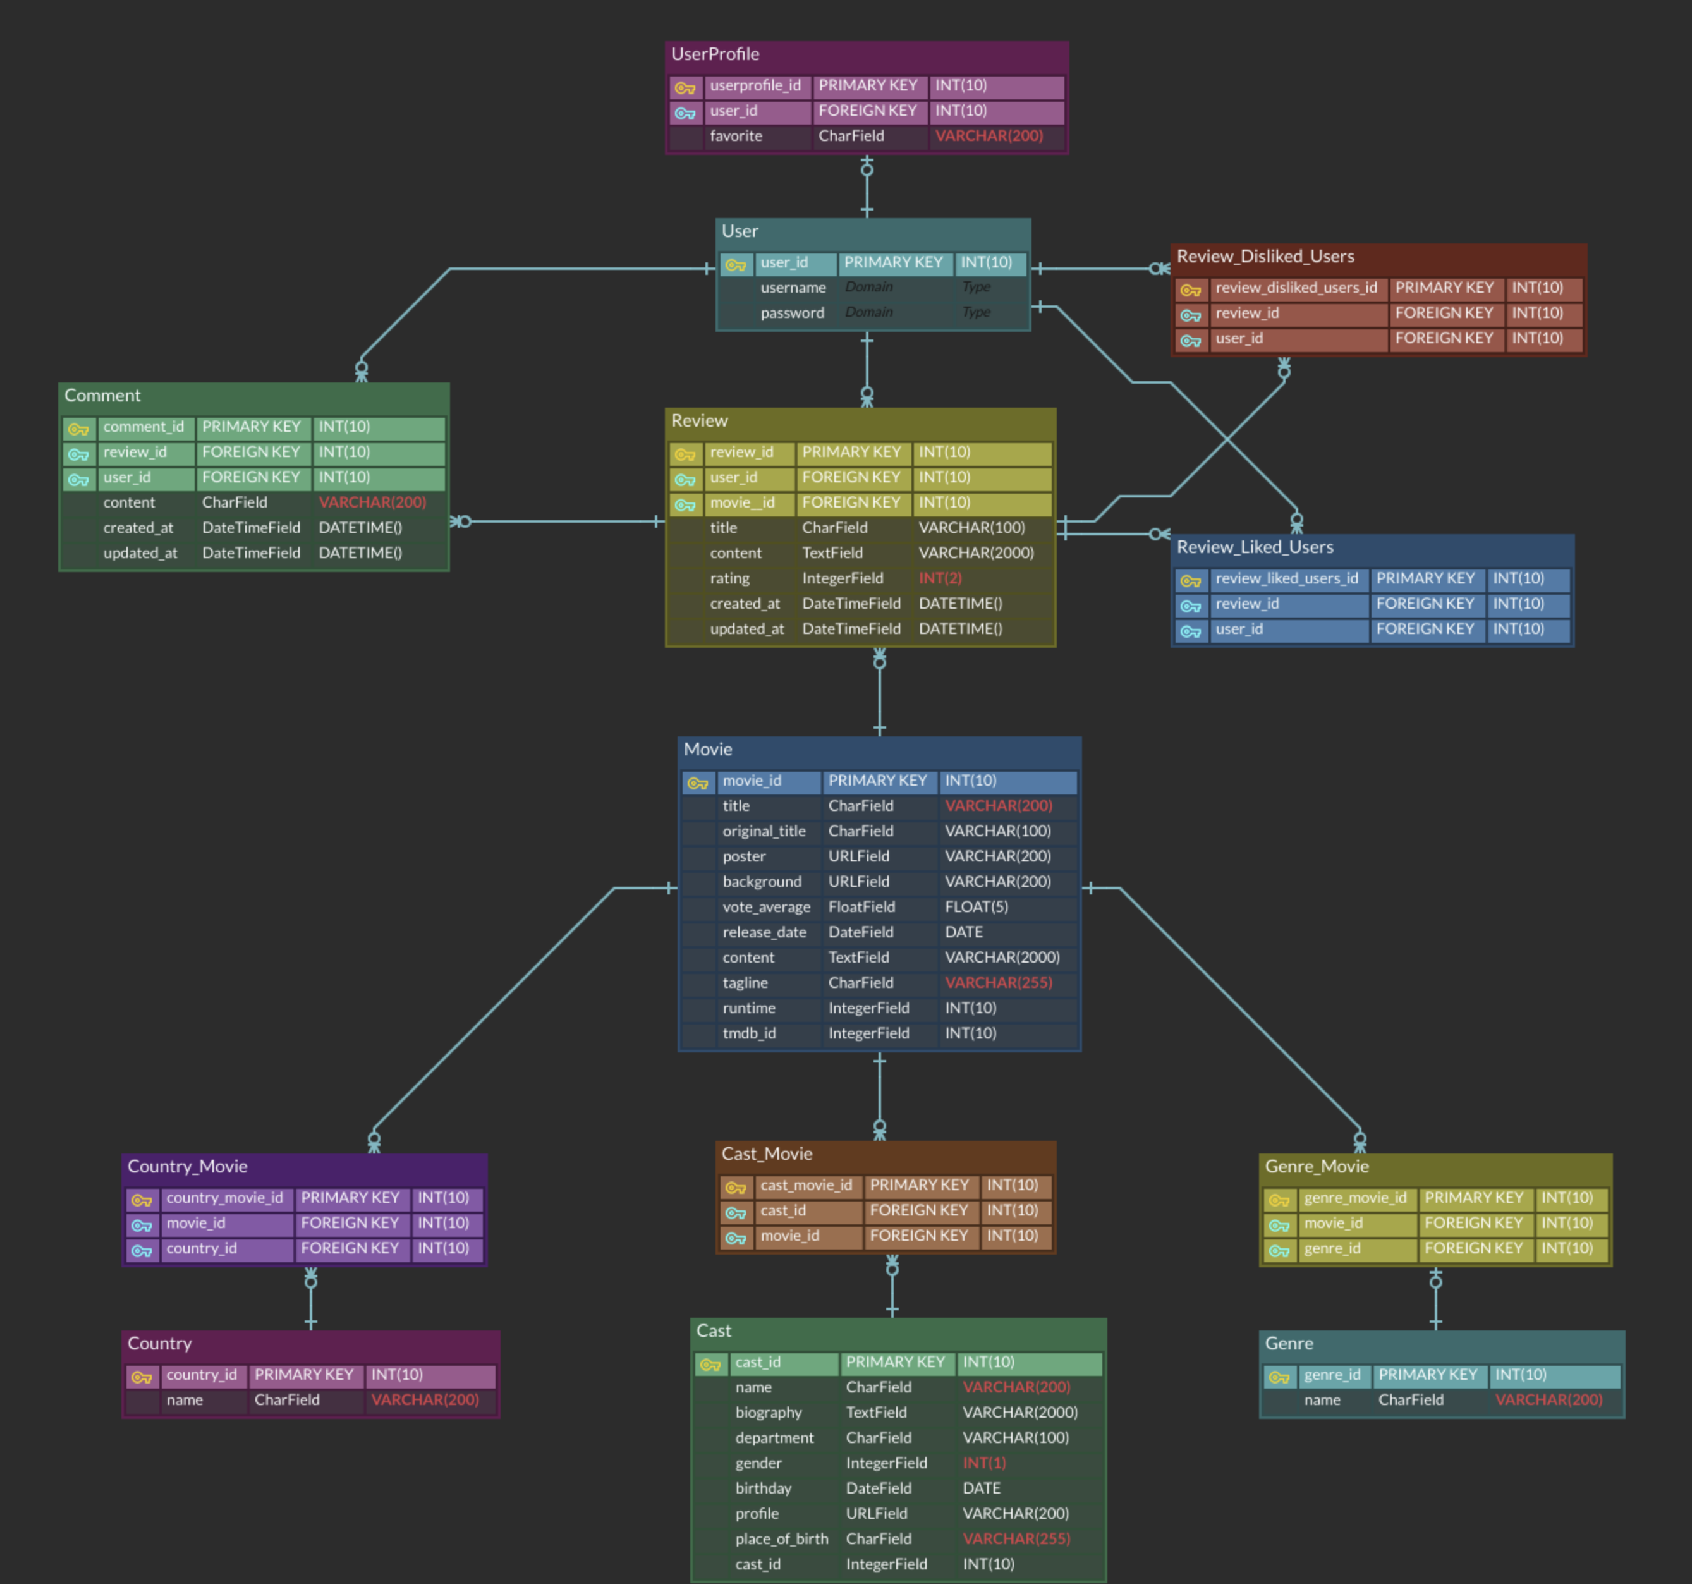 UserProfile
userprofile_id PRIMARY KEY INT(10)
user_id FOREIGN KEY INT(10)
favorite CharField VARCHAR(200)
User
user_id PRIMARY KEY INT(10)
username Domain Type
password Domain Type
Review_Disliked_Users
review_disliked_users_id PRIMARY KEY INT(10)
review_id FOREIGN KEY INT(10)
user_id FOREIGN KEY INT(10)
Comment
comment_id PRIMARY KEY INT(10)
review_id FOREIGN KEY INT(10)
user_id FOREIGN KEY INT(10)
content CharField VARCHAR(200)
created_at DateTimeField DATETIME()
updated_at DateTimeField DATETIME()
Review
review_id PRIMARY KEY INT(10)
user_id FOREIGN KEY INT(10)
movie__id FOREIGN KEY INT(10)
title CharField VARCHAR(100)
content TextField VARCHAR(2000)
rating IntegerField INT(2)
created_at DateTimeField DATETIME()
updated_at DateTimeField DATETIME()
Review_Liked_Users
review_liked_users_id PRIMARY KEY INT(10)
review_id FOREIGN KEY INT(10)
user_id FOREIGN KEY INT(10)
Movie
movie_id PRIMARY KEY INT(10)
title CharField VARCHAR(200)
original_title CharField VARCHAR(100)
poster URLField VARCHAR(200)
background URLField VARCHAR(200)
vote_average FloatField FLOAT(5)
release_date DateField DATE
content TextField VARCHAR(2000)
tagline CharField VARCHAR(255)
runtime IntegerField INT(10)
tmdb_id IntegerField INT(10)
Country_Movie
country_movie_id PRIMARY KEY INT(10)
movie_id FOREIGN KEY INT(10)
country_id FOREIGN KEY INT(10)
Cast_Movie
cast_movie_id PRIMARY KEY INT(10)
cast_id FOREIGN KEY INT(10)
movie_id FOREIGN KEY INT(10)
Genre_Movie
genre_movie_id PRIMARY KEY INT(10)
movie_id FOREIGN KEY INT(10)
genre_id FOREIGN KEY INT(10)
Country
country_id PRIMARY KEY INT(10)
name CharField VARCHAR(200)
Cast
cast_id PRIMARY KEY INT(10)
name CharField VARCHAR(200)
biography TextField VARCHAR(2000)
department CharField VARCHAR(100)
gender IntegerField INT(1)
birthday DateField DATE
profile URLField VARCHAR(200)
place_of_birth CharField VARCHAR(255)
cast_id IntegerField INT(10)
Genre
genre_id PRIMARY KEY INT(10)
name CharField VARCHAR(200)